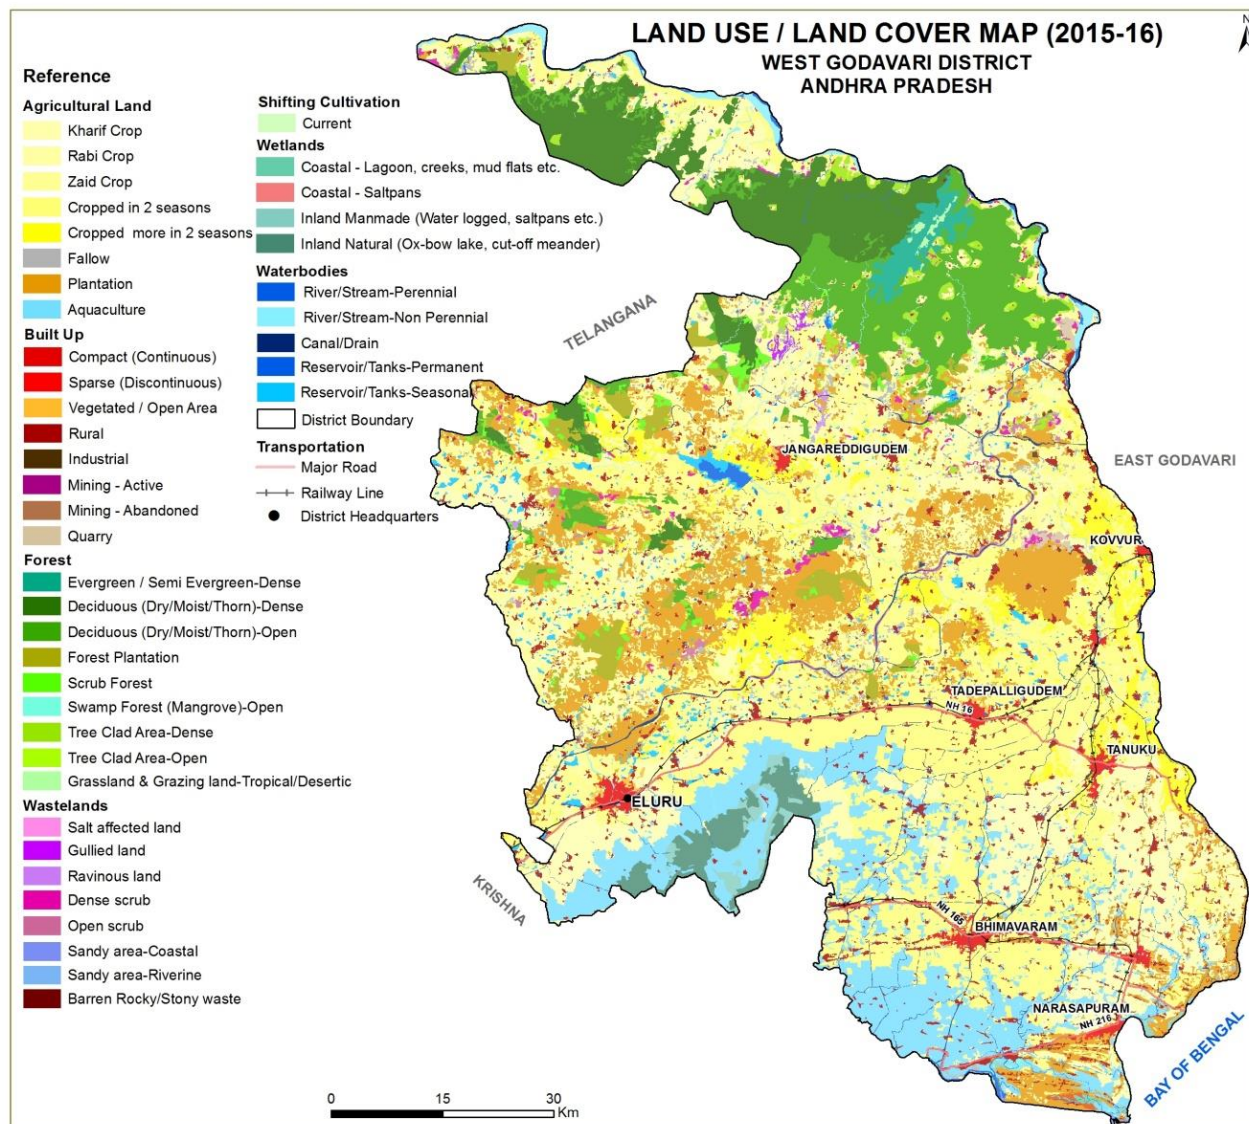 LAND USE / LAND COVER MAP (2015-16)
WEST GODAVARI DISTRICT
ANDHRA PRADESH
N
Reference
Agricultural Land
Kharif Crop
Rabi Crop
Zaid Crop
Cropped in 2 seasons
Cropped more in 2 seasons
Fallow
Plantation
Aquaculture
Built Up
Compact (Continuous)
Sparse (Discontinuous)
Vegetated / Open Area
Rural
Industrial
Mining - Active
Mining - Abandoned
Quarry
Forest
Evergreen / Semi Evergreen-Dense
Deciduous (Dry/Moist/Thorn)-Dense
Deciduous (Dry/Moist/Thorn)-Open
Forest Plantation
Scrub Forest
Swamp Forest (Mangrove)-Open
Tree Clad Area-Dense
Tree Clad Area-Open
Grassland & Grazing land-Tropical/Desertic
Wastelands
Salt affected land
Gullied land
Ravinous land
Dense scrub
Open scrub
Sandy area-Coastal
Sandy area-Riverine
Barren Rocky/Stony waste
Shifting Cultivation
Current
Wetlands
Coastal - Lagoon, creeks, mud flats etc.
Coastal - Saltpans
Inland Manmade (Water logged, saltpans etc.)
Inland Natural (Ox-bow lake, cut-off meander)
Waterbodies
River/Stream-Perennial
River/Stream-Non Perennial
Canal/Drain
Reservoir/Tanks-Permanent
Reservoir/Tanks-Seasonal
District Boundary
Transportation
Major Road
Railway Line
District Headquarters
TELANGANA
JANGAREDDIGUDEM
EAST GODAVARI
KOVVUR
TADEPALLIGUDEM
NH 16
TANUKU
ELURU
KRISHNA
NH 165
BHIMAVARAM
NARASAPURAM
NH 216
BAY OF BENGAL
0 15 30
Km